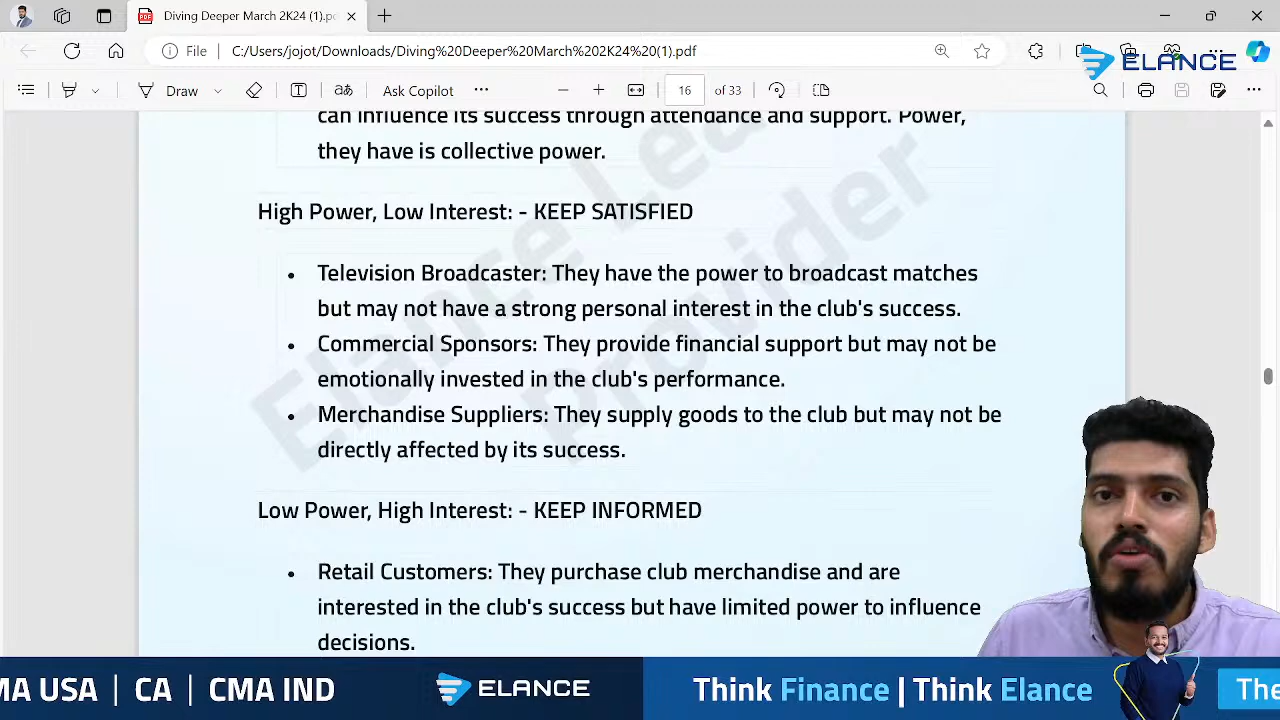 Diving Deeper March 2K24 (1).pc
File
C:/Users/jojot/Downloads/Diving%20Deeper%20March%202K24%20(1).pdf
ELANCE
Draw
Ask Copilot
16 of 33
can influence its success through attendance and support. Power,
they have is collective power.
High Power, Low Interest: - KEEP SATISFIED
• Television Broadcaster: They have the power to broadcast matches
but may not have a strong personal interest in the club's success.
• Commercial Sponsors: They provide financial support but may not be
emotionally invested in the club's performance.
• Merchandise Suppliers: They supply goods to the club but may not be
directly affected by its success.
Low Power, High Interest: - KEEP INFORMED
• Retail Customers: They purchase club merchandise and are
interested in the club's success but have limited power to influence
decisions.
Elance Lea
Provider
MA USA | CA | CMA IND
ELANCE
Think Finance | Think Elance
The